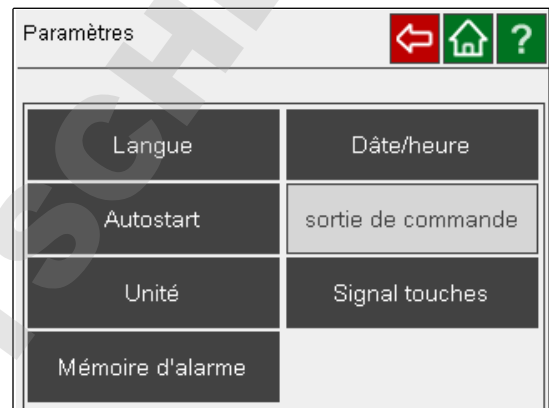 Paramètres
?
Langue
Dâte/heure
Autostart
sortie de commande
Unité
Signal touches
Mémoire d'alarme